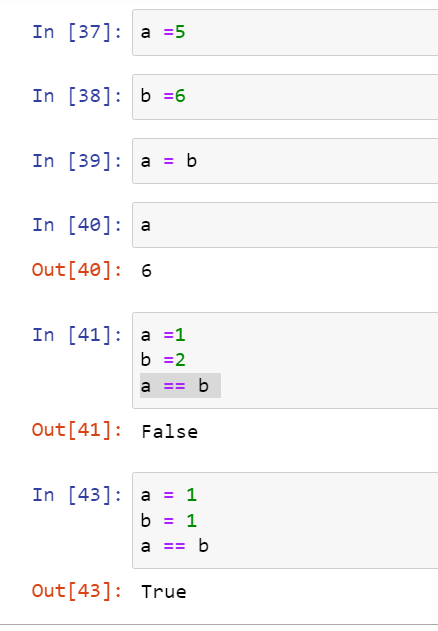 In [37]: a =5
In [38]: b =6
In [39]: a = b
In [40]: a
Out[40]: 6
In [41]: a =1
b =2
a == b
Out[41]: False
In [43]: a = 1
b = 1
a == b
Out[43]: True